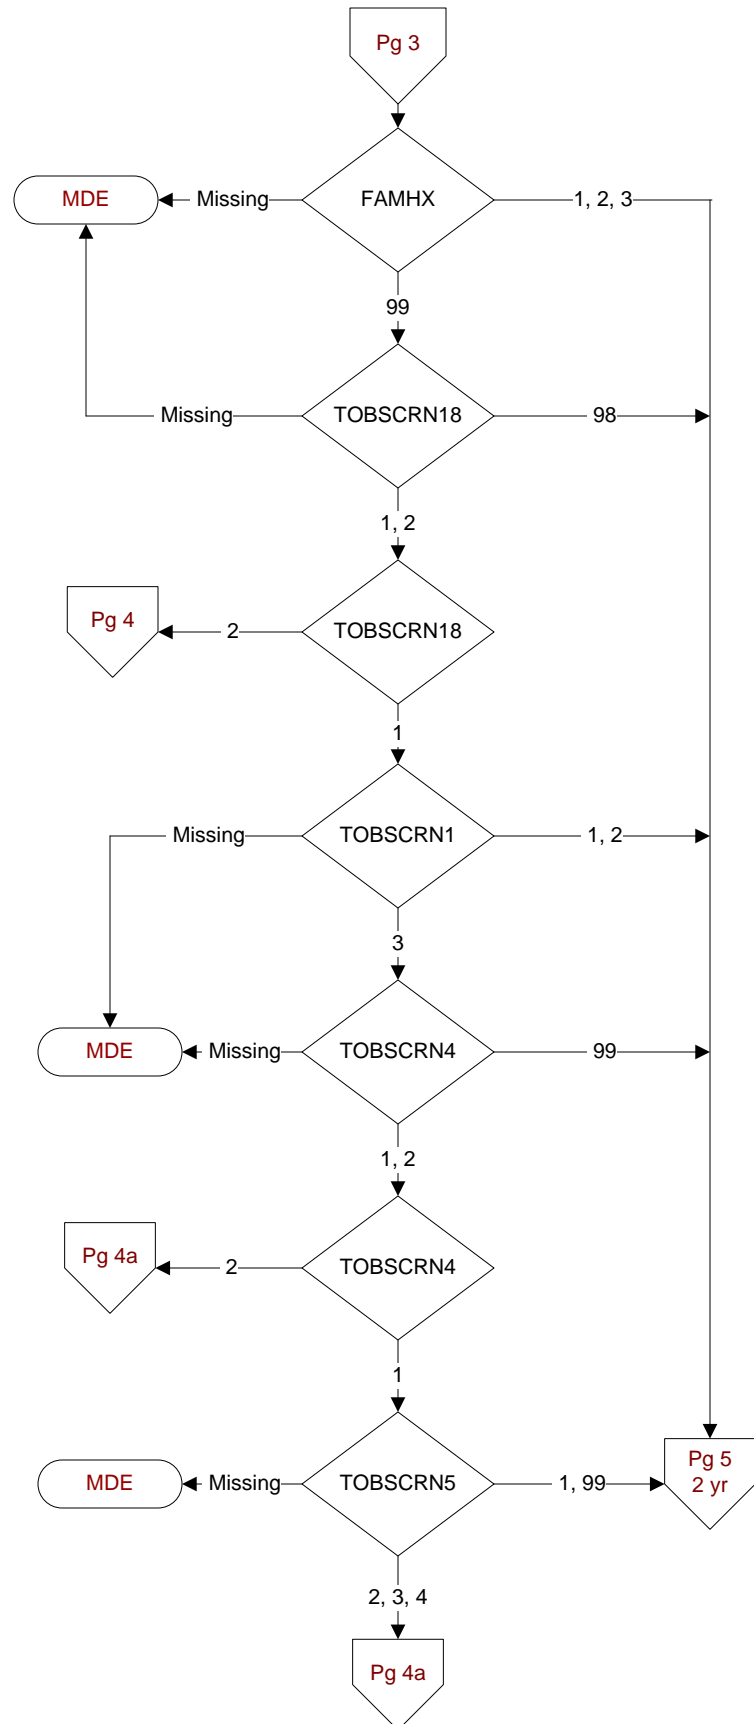 Pg 3
MDE
Missing
FAMHX
1, 2, 3
99
Missing
TOBSCRN18
98
1, 2
Pg 4
2
TOBSCRN18
1
Missing
TOBSCRN1
1, 2
3
MDE
Missing
TOBSCRN4
99
1, 2
Pg 4a
2
TOBSCRN4
1
MDE
Missing
TOBSCRN5
1, 99
Pg 5
2 yr
2, 3, 4
Pg 4a